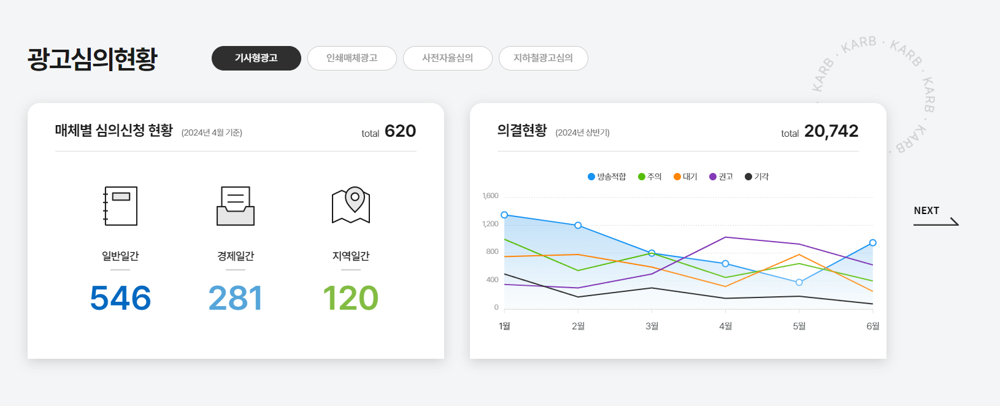 광고심의현황
기사형광고 인쇄매체광고 사전자율심의 지하철광고심의
KARB · KARB · KARB · KARB · KARB ·
매체별 심의신청 현황 (2024년 4월 기준) total 620
일반일간 경제일간 지역일간
546 281 120
의결현황 (2024년 상반기) total 20,742
방송적합 주의 대기 권고 기각
1,600
1,200
800
400
0
1월 2월 3월 4월 5월 6월
NEXT